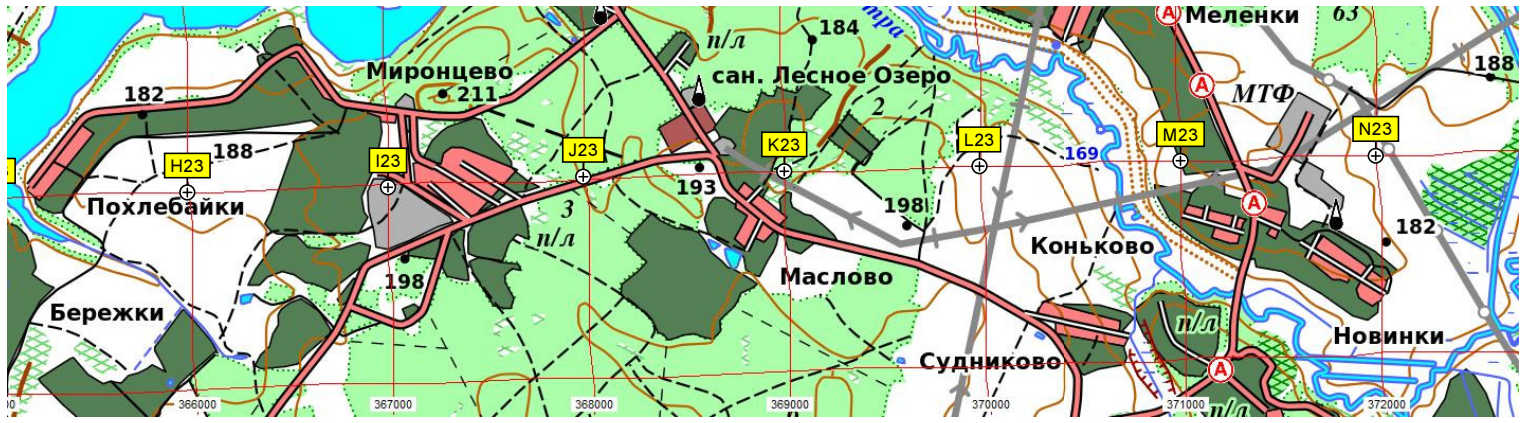 Меленки
63
п/л
184
тра
188
Миронцево
сан. Лесное Озеро
182
211
2
МТФ
H23
188
I23
J23
K23
L23
169
M23
N23
193
3
Похлебайки
198
182
п/л
Коньково
198
Маслово
Бережки
п/л
Новинки
Судниково
A
A
A
A
366000
367000
368000
369000
370000
371000
372000
п/л